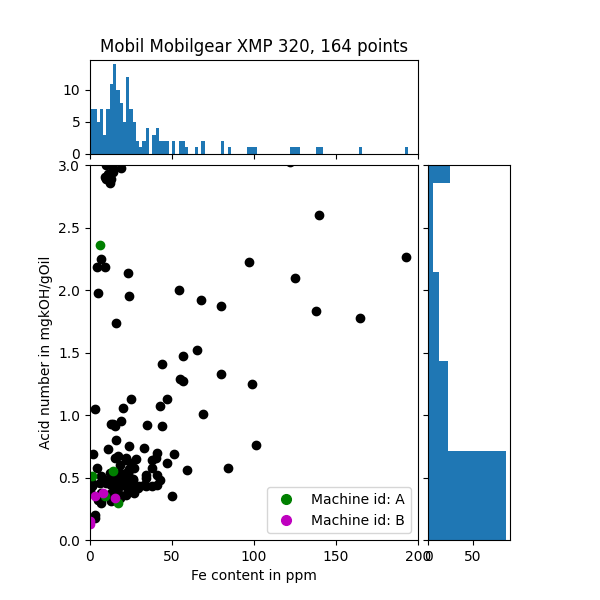 Mobil Mobilgear XMP 320, 164 points
10
5
0
3.0
2.5
2.0
1.5
1.0
0.5
0.0
Acid number in mgkOH/gOil
Machine id: A
Machine id: B
0 50 100 150 200
0 50
Fe content in ppm